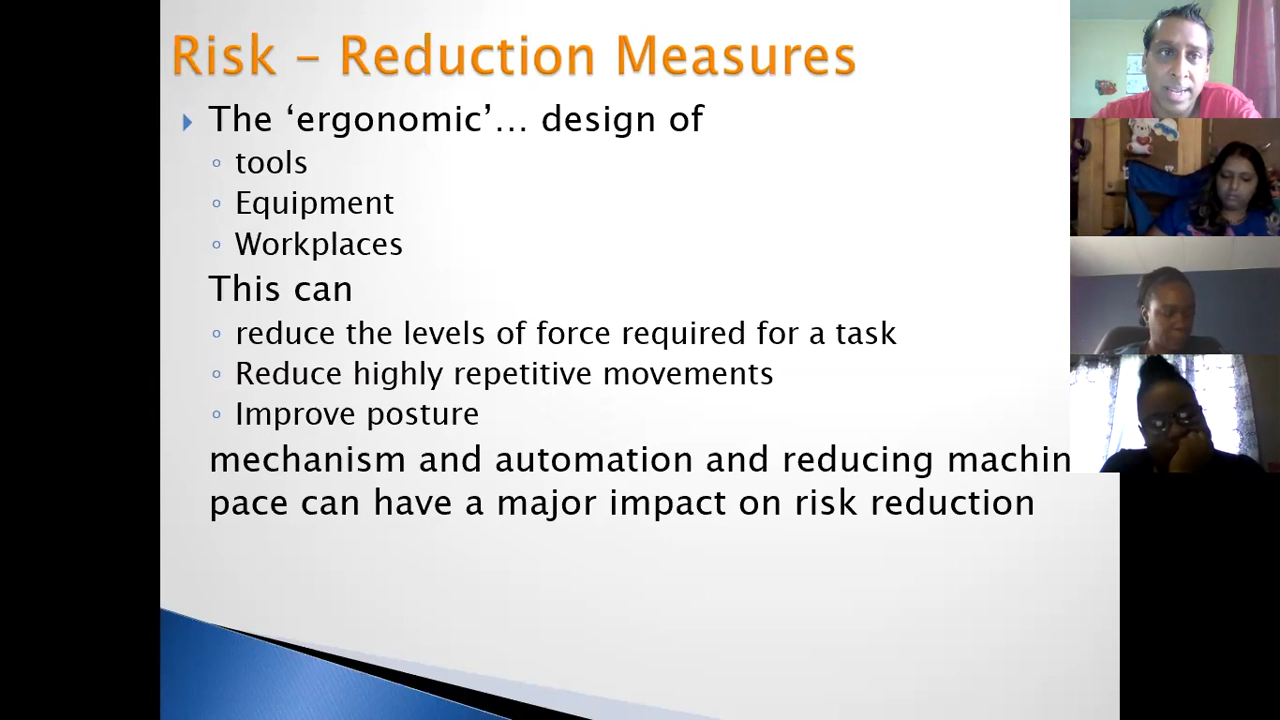 Risk – Reduction Measures
The ‘ergonomic’... design of
tools
Equipment
Workplaces
This can
reduce the levels of force required for a task
Reduce highly repetitive movements
Improve posture
mechanism and automation and reducing machin
pace can have a major impact on risk reduction